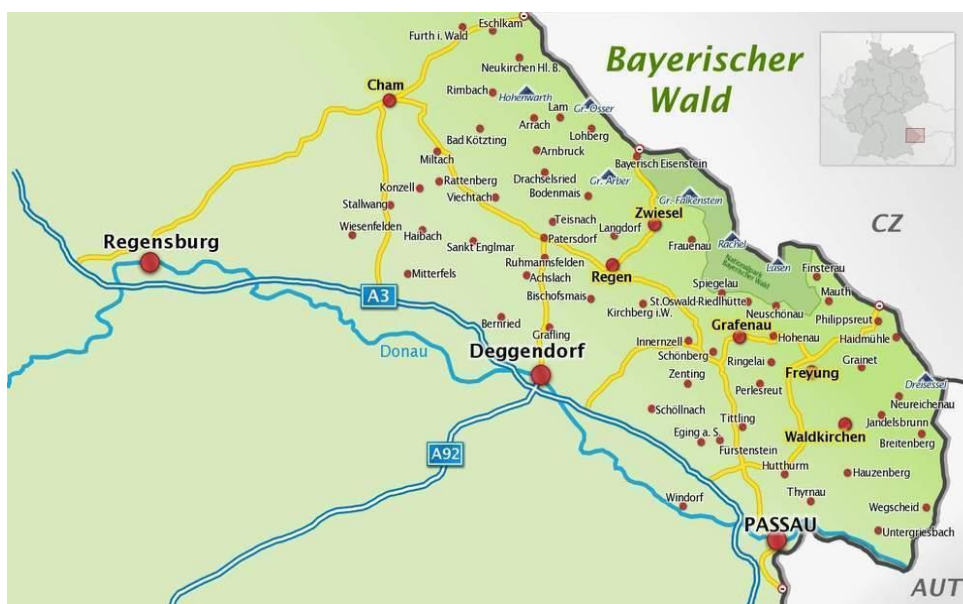 Eschlkam
Furth i. Wald
Bayerischer
Wald
Neukirchen Hl. B.
Cham
Rimbach
Hohenwarth
Gr. Osser
Lam
Arrach
Lohberg
Bad Kötzting
Miltach
Arnbruck
Bayerisch Eisenstein
Drachselsried
Gr. Arber
Konzell
Rattenberg
Bodenmais
Viechtach
Gr. Falkenstein
Stallwang
Zwiesel
Teisnach
CZ
Wiesenfelden
Haibach
Langdorf
Regensburg
Sankt Englmar
Patersdorf
Frauenau
Rachel
Ruhmannsfelden
Nationalpark
Bayerischer Wald
Lusen
Mitterfels
Achslach
Regen
Finsterau
Spiegelau
A3
Bischofsmais
St.Oswald-Riedlhütte
Mauth
Kirchberg i.W.
Neuschönau
Bernried
Philippsreut
Grafling
Grafenau
Innernzell
Hohenau
Haidmühle
Donau
Deggendorf
Schönberg
Ringelai
Grainet
Freyung
Zenting
Perlesreut
Dreisessel
Neureichenau
Schöllnach
Tittling
Jandelsbrunn
Eging a. S.
Waldkirchen
Breitenberg
A92
Fürstenstein
Hutthurm
Hauzenberg
Windorf
Thyrnau
Wegscheid
PASSAU
Untergriesbach
AUT